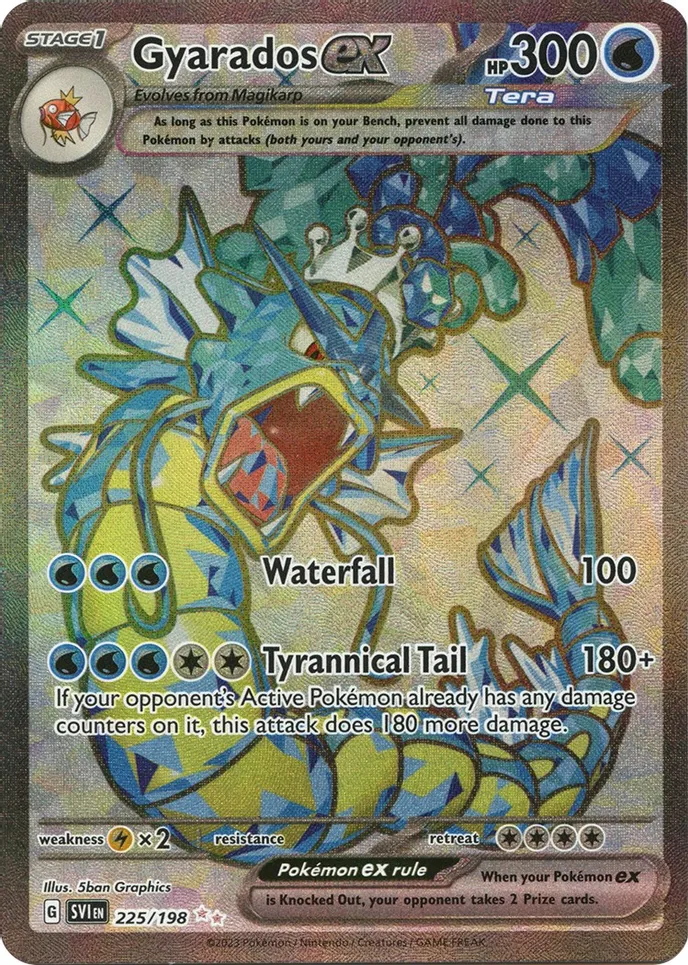 STAGE1
Gyarados ex
HP300
Evolves from Magikarp
Tera
As long as this Pokémon is on your Bench, prevent all damage done to this
Pokémon by attacks (both yours and your opponent's).
Waterfall 100
Tyrannical Tail 180+
If your opponent's Active Pokémon already has any damage
counters on it, this attack does 180 more damage.
weakness ×2 resistance retreat
Pokémon ex rule
When your Pokémon ex
is Knocked Out, your opponent takes 2 Prize cards.
Illus. 5ban Graphics
G SVI EN 225/198
©2023 Pokémon / Nintendo / Creatures / GAME FREAK